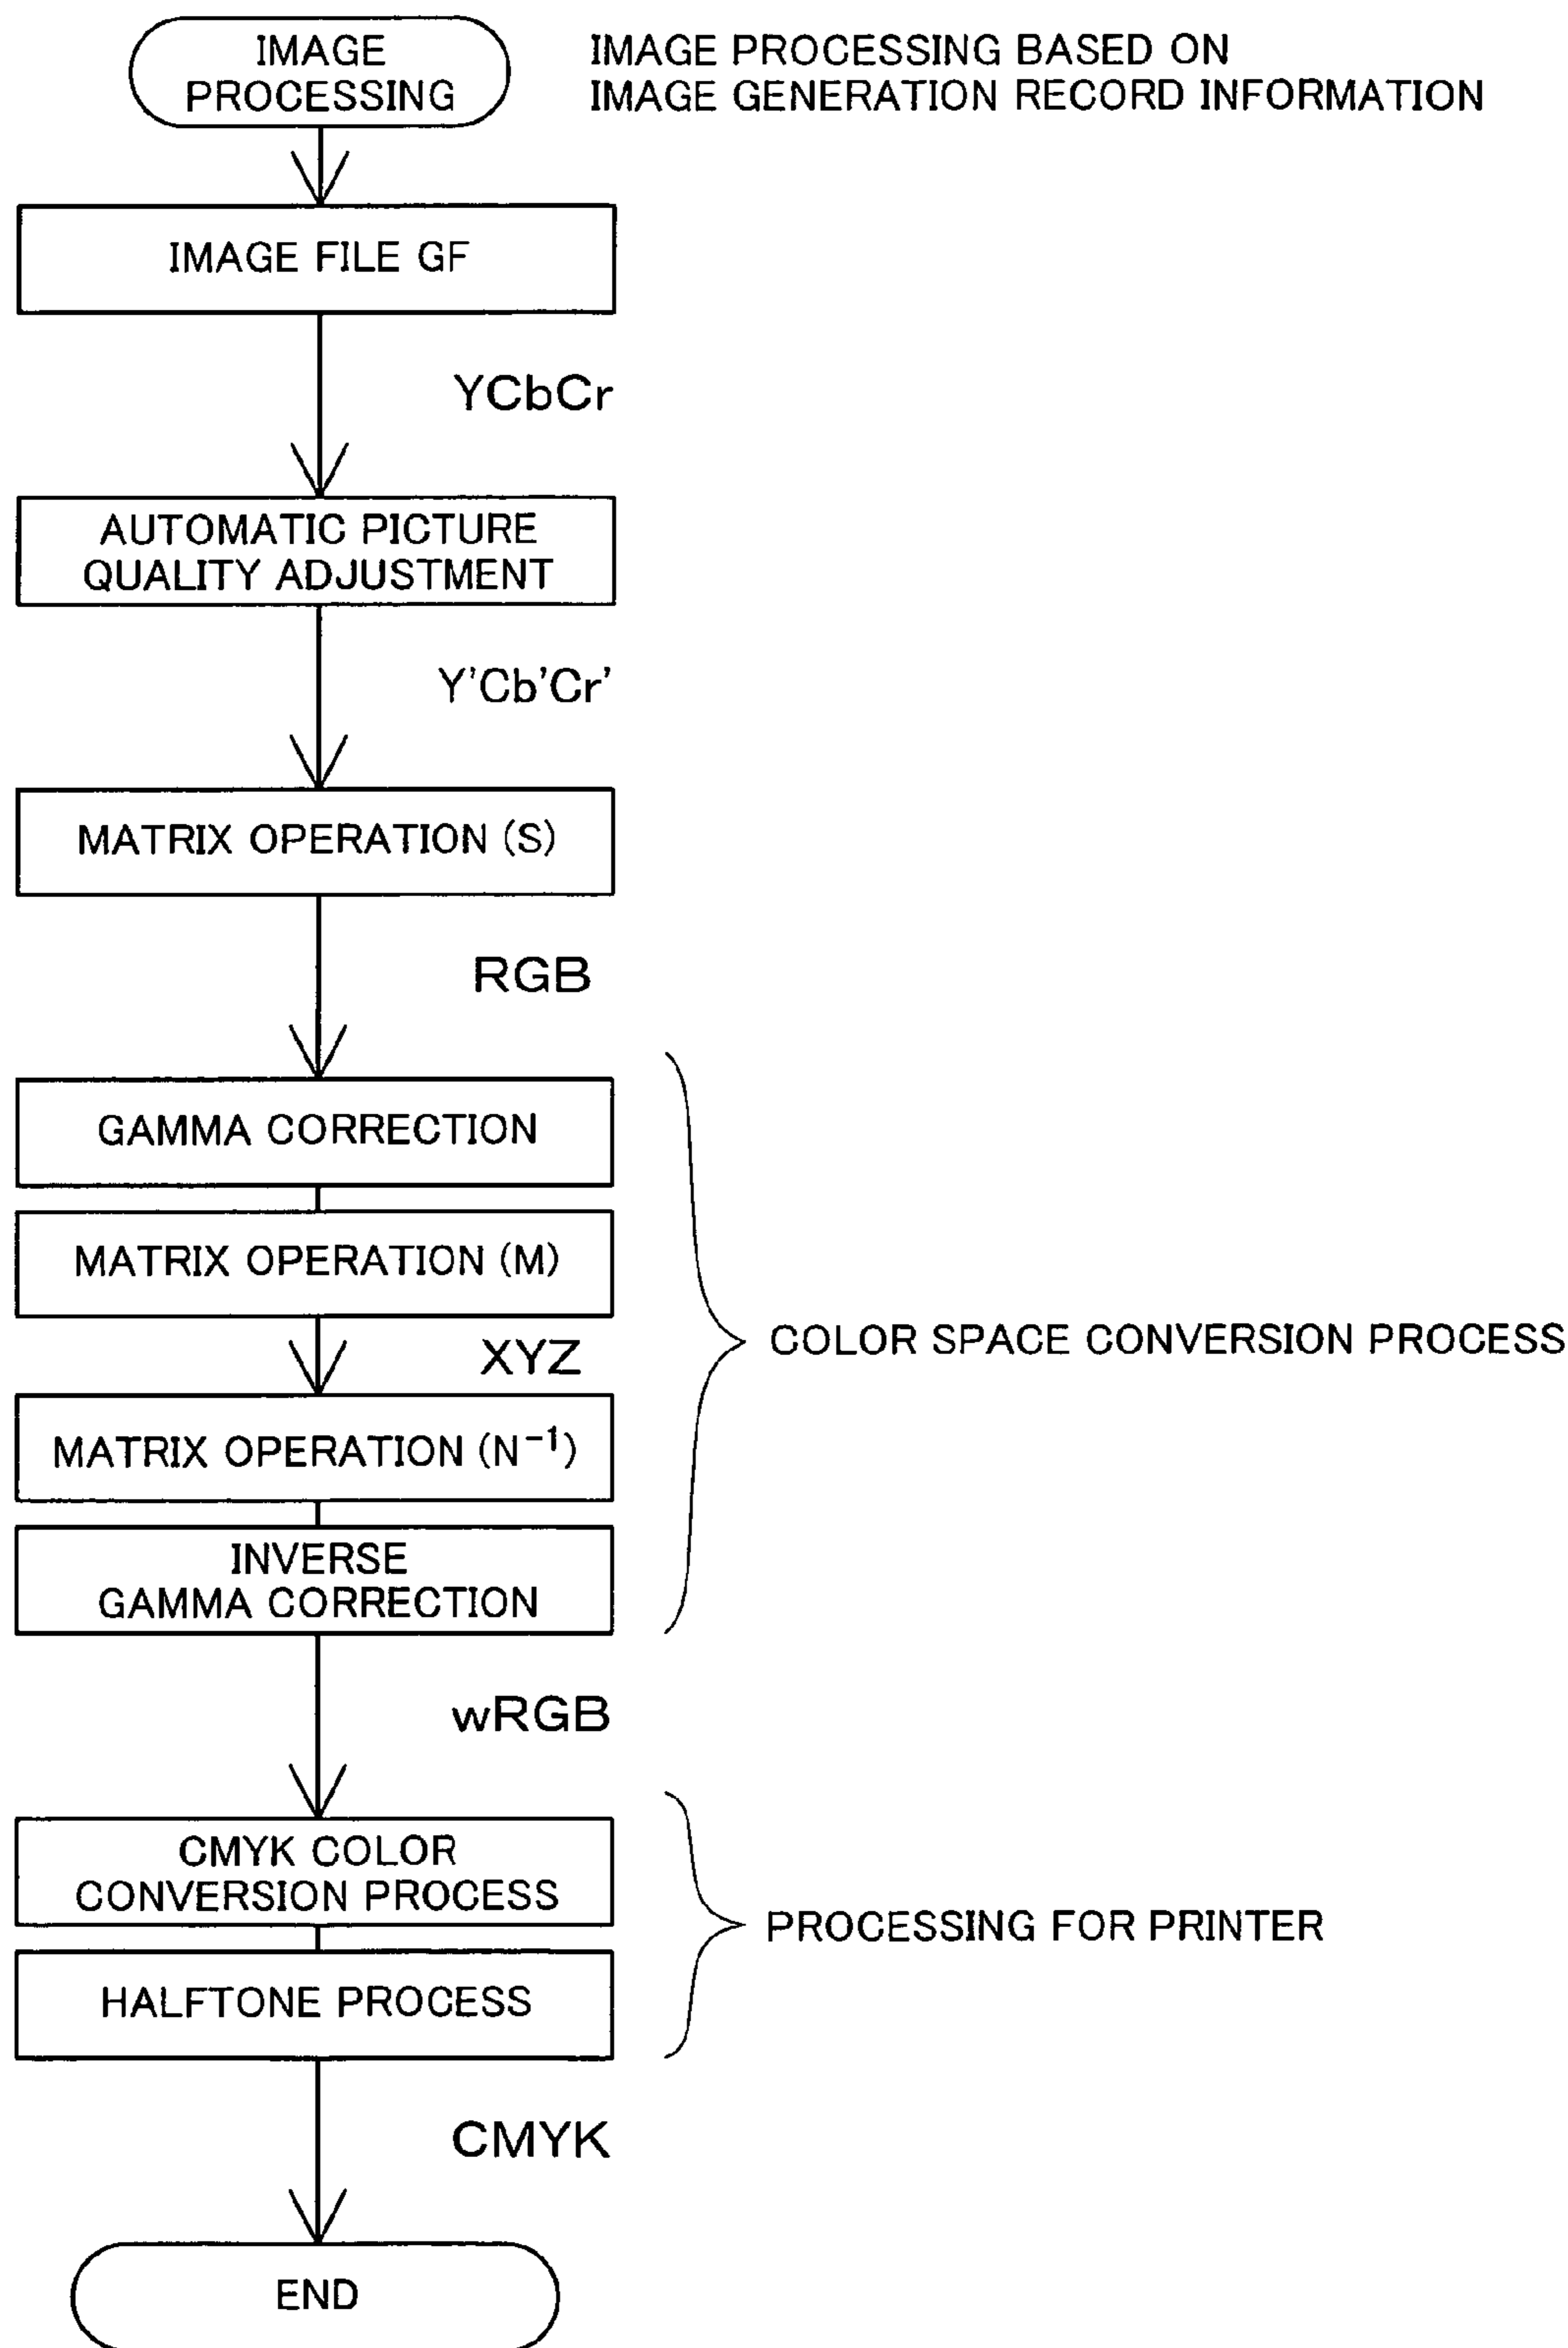 IMAGE
PROCESSING
IMAGE PROCESSING BASED ON
IMAGE GENERATION RECORD INFORMATION
IMAGE FILE GF
YCbCr
AUTOMATIC PICTURE
QUALITY ADJUSTMENT
Y'Cb'Cr'
MATRIX OPERATION (S)
RGB
GAMMA CORRECTION
MATRIX OPERATION (M)
XYZ
COLOR SPACE CONVERSION PROCESS
MATRIX OPERATION (N⁻¹)
INVERSE
GAMMA CORRECTION
wRGB
CMYK COLOR
CONVERSION PROCESS
PROCESSING FOR PRINTER
HALFTONE PROCESS
CMYK
END